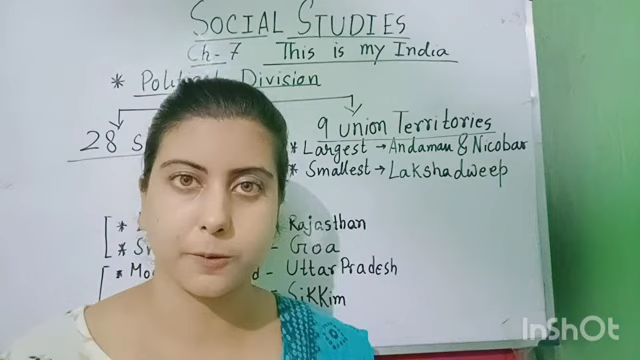 SOCIAL STUDIES
Ch-7 This is my India
* Political Division
28
9 union Territories
* Largest → Andaman & Nicobar
* Smallest → Lakshadweep
* Rajasthan
* - Goa
* - Uttar Pradesh
- Sikkim
InShOt